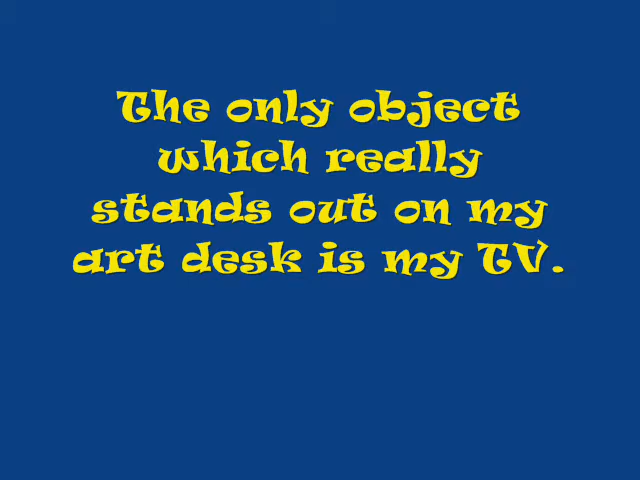 The only object
which really
stands out on my
art desk is my TV.